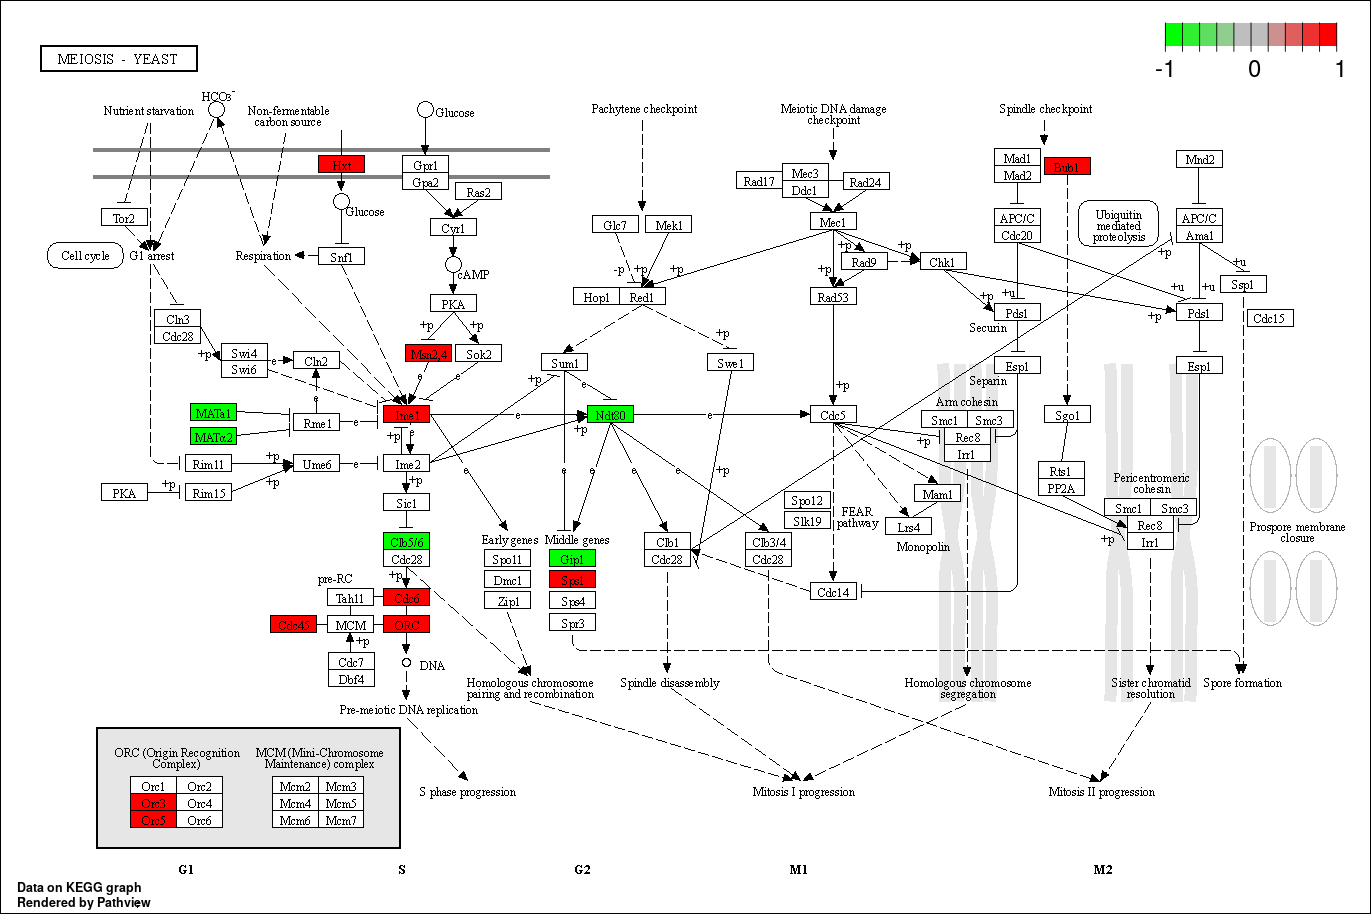 MEIOSIS - YEAST
-1 0 1
HCO3-
Nutrient starvation
Non-fermentable
carbon source
Glucose
Pachytene checkpoint
Meiotic DNA damage
checkpoint
Spindle checkpoint
Hxt
Gpr1
Gpa2
Ras2
Glucose
Cyr1
Tor2
Cell cycle
G1 arrest
Respiration
Snf1
cAMP
PKA
+p
+p
Msn2,4
Sok2
e
e
Cln3
Cdc28
+p
Swi4
Swi6
e
Cln2
e
MATa1
MATα2
Rme1
e
Ime1
e
+p
e
Rim11
+p
Ume6
e
Ime2
PKA
+p
Rim15
+p
Sic1
Clb5/6
Cdc28
+p
pre-RC
Tah11
Cdc6
Cdc45
MCM
ORC
+p
Cdc7
Dbf4
DNA
Pre-meiotic DNA replication
S phase progression
Glc7
Mek1
-p
+p
+p
Hop1
Red1
Sum1
+p
e
+p
Swe1
Ndt80
+p
e
e
e
e
e
+p
Early genes
Spo11
Dmc1
Zip1
Middle genes
Gip1
Sps1
Sps4
Spr3
Homologous chromosome
pairing and recombination
Clb1
Cdc28
Spindle disassembly
Clb3/4
Cdc28
Rad17
Mec3
Ddc1
Rad24
Mec1
+p
+p
+p
Rad9
Chk1
Rad53
+p
Cdc5
+p
Spo12
Slk19
FEAR
pathway
Mam1
Lrs4
Monopolin
Cdc14
Mad1
Mad2
Bub1
Mnd2
APC/C
Cdc20
Ubiquitin
mediated
proteolysis
APC/C
Ama1
+p
+u
Ssp1
+u
+u
+p
+p
Pds1
Securin
Pds1
Cdc15
Esp1
Separin
Esp1
Arm cohesin
Smc1
Smc3
Rec8
Irr1
Sgo1
Rts1
PP2A
Pericentromeric
cohesin
Smc1
Smc3
Rec8
Irr1
+p
Prospore membrane
closure
Homologous chromosome
segregation
Sister chromatid
resolution
Spore formation
Mitosis I progression
Mitosis II progression
ORC (Origin Recognition
Complex)
Orc1 Orc2
Orc3 Orc4
Orc5 Orc6
MCM (Mini-Chromosome
Maintenance) complex
Mcm2 Mcm3
Mcm4 Mcm5
Mcm6 Mcm7
G1 S G2 M1 M2
Data on KEGG graph
Rendered by Pathview